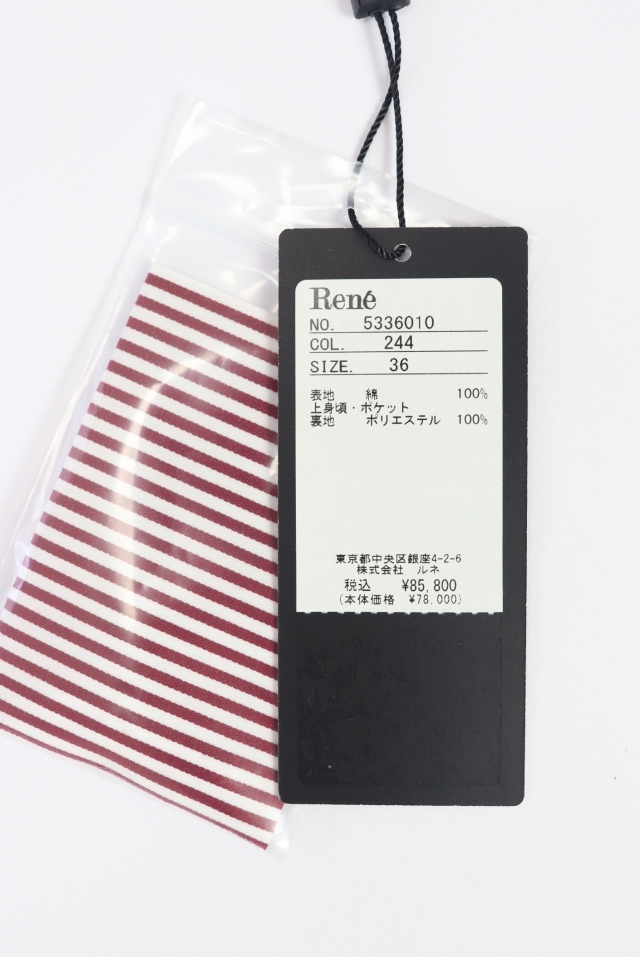 René
NO. 5336010
COL. 244
SIZE. 36
表地 綿 100%
上身頃・ポケット
裏地 ポリエステル 100%
東京都中央区銀座4-2-6
株式会社 ルネ
税込 ¥85,800
(本体価格 ¥78,000)